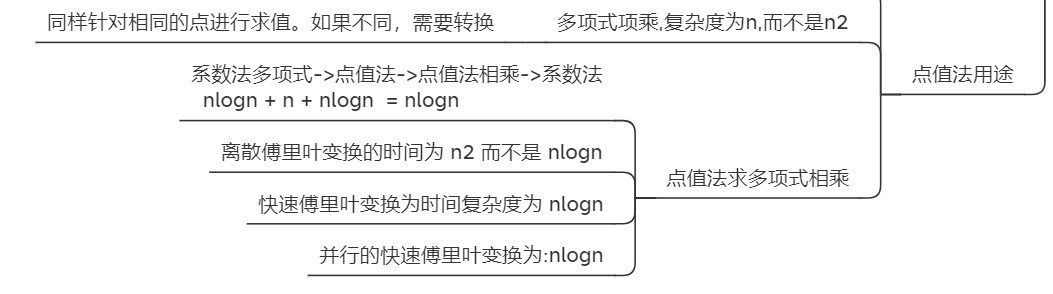 同样针对相同的点进行求值。如果不同，需要转换
多项式项乘,复杂度为n,而不是n2
点值法用途
系数法多项式->点值法->点值法相乘->系数法
nlogn + n + nlogn = nlogn
离散傅里叶变换的时间为 n2 而不是 nlogn
点值法求多项式相乘
快速傅里叶变换为时间复杂度为 nlogn
并行的快速傅里叶变换为:nlogn